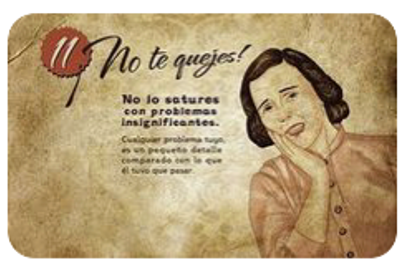 11
No te quejes!
No lo satures
con problemas
insignificantes.
Cualquier problema tuyo,
es un pequeño detalle
comparado con lo que
él tuvo que pasar.